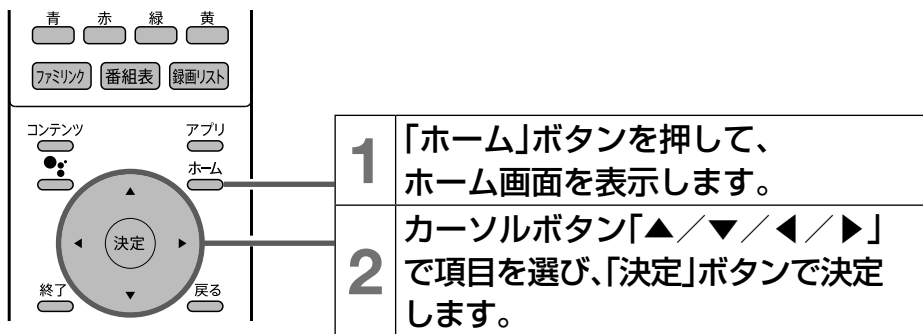 青 赤 緑 黄
ファミリンク 番組表 録画リスト
コンテンツ アプリ
ホーム
決定
終了 戻る
1 「ホーム」ボタンを押して、
ホーム画面を表示します。
2 カーソルボタン「▲／▼／◀／▶」
で項目を選び、「決定」ボタンで決定
します。